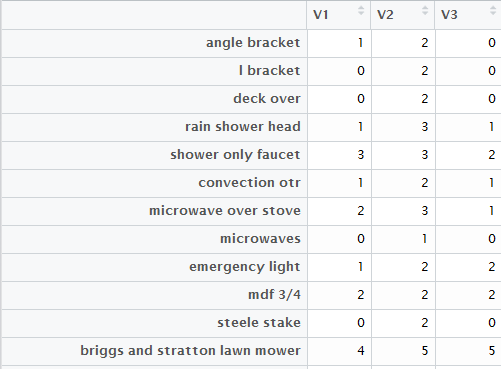 V1 V2 V3
angle bracket 1 2 0
l bracket 0 2 0
deck over 0 2 0
rain shower head 1 3 1
shower only faucet 3 3 2
convection otr 1 2 1
microwave over stove 2 3 1
microwaves 0 1 0
emergency light 1 2 2
mdf 3/4 2 2 2
steele stake 0 2 0
briggs and stratton lawn mower 4 5 5